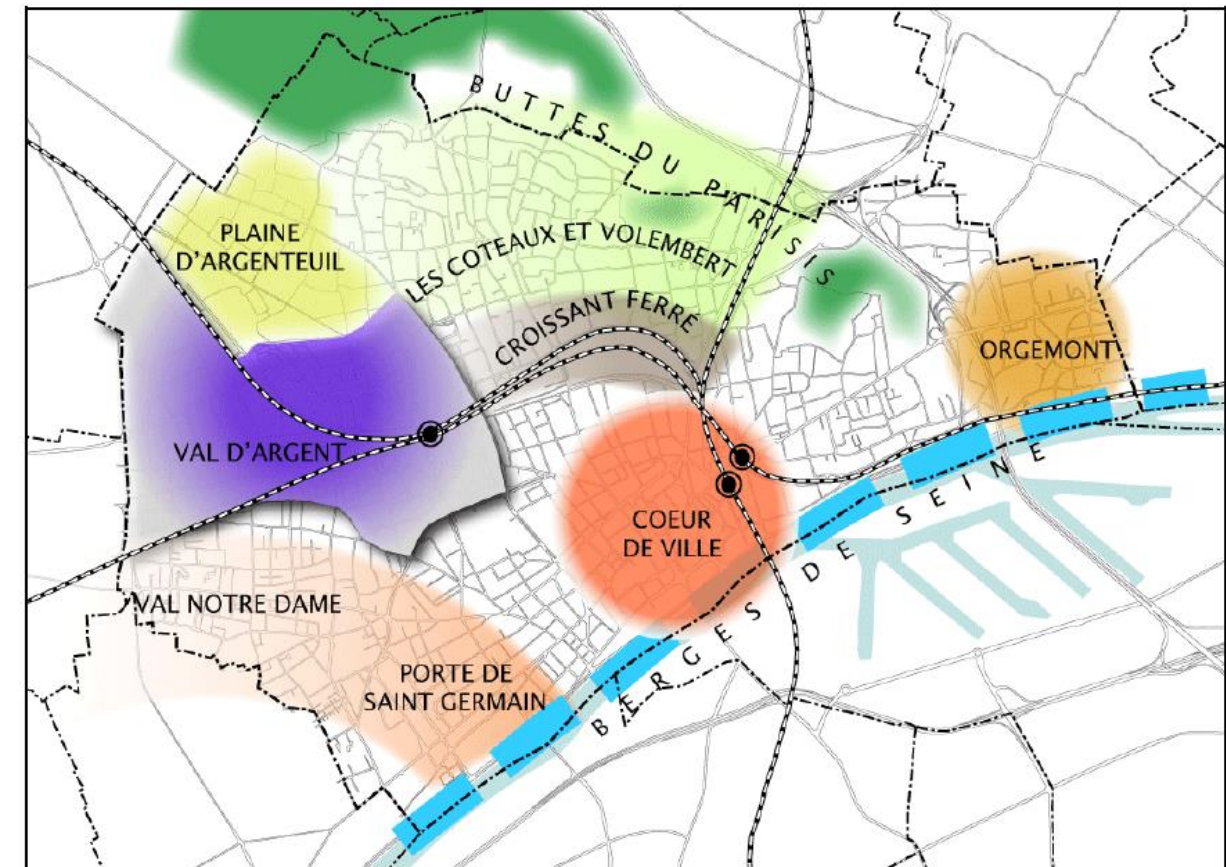 BUTTES DU PARISIS
PLAINE
D'ARGENTEUIL
LES COTEAUX ET VOLEMBERT
CROISSANT FERRÉ
ORGEMONT
VAL D'ARGENT
COEUR
DE VILLE
VAL NOTRE DAME
PORTE DE
SAINT GERMAIN
BERGES DE SEINE